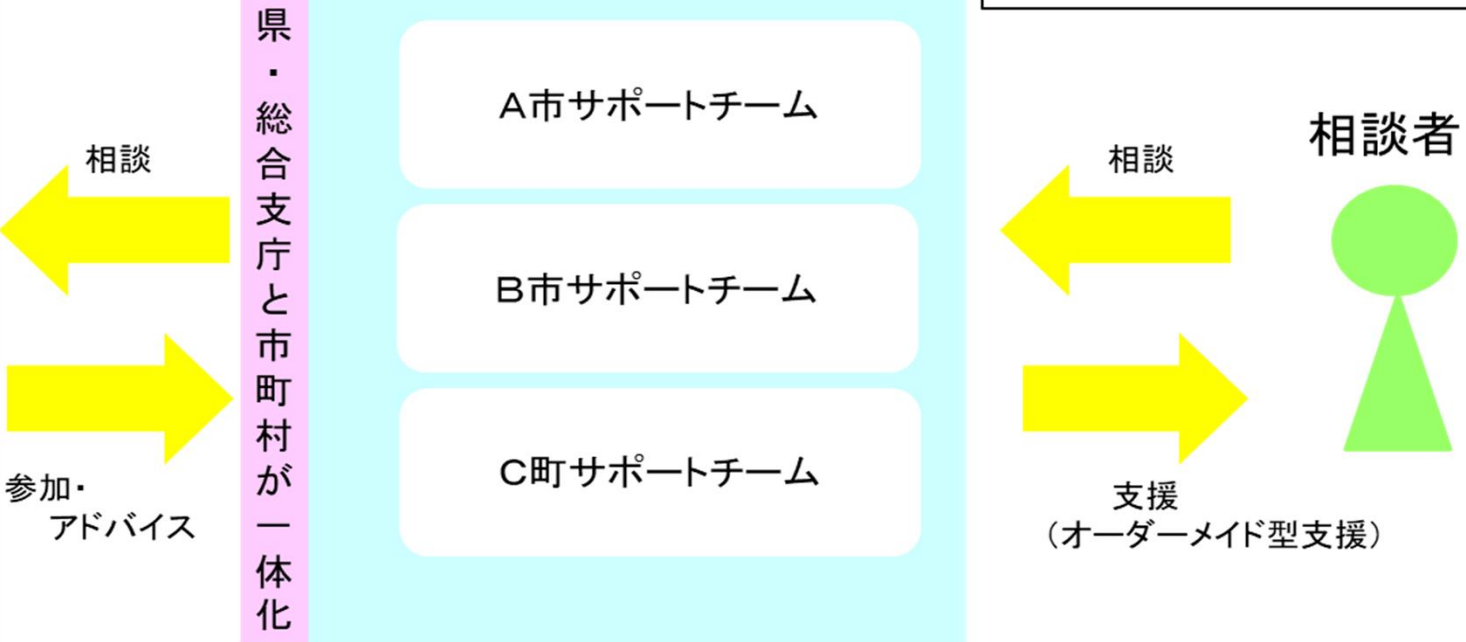 相談
参加・
アドバイス
県・総合支庁と市町村が一体化
A市サポートチーム
B市サポートチーム
C町サポートチーム
相談
支援
（オーダーメイド型支援）
相談者